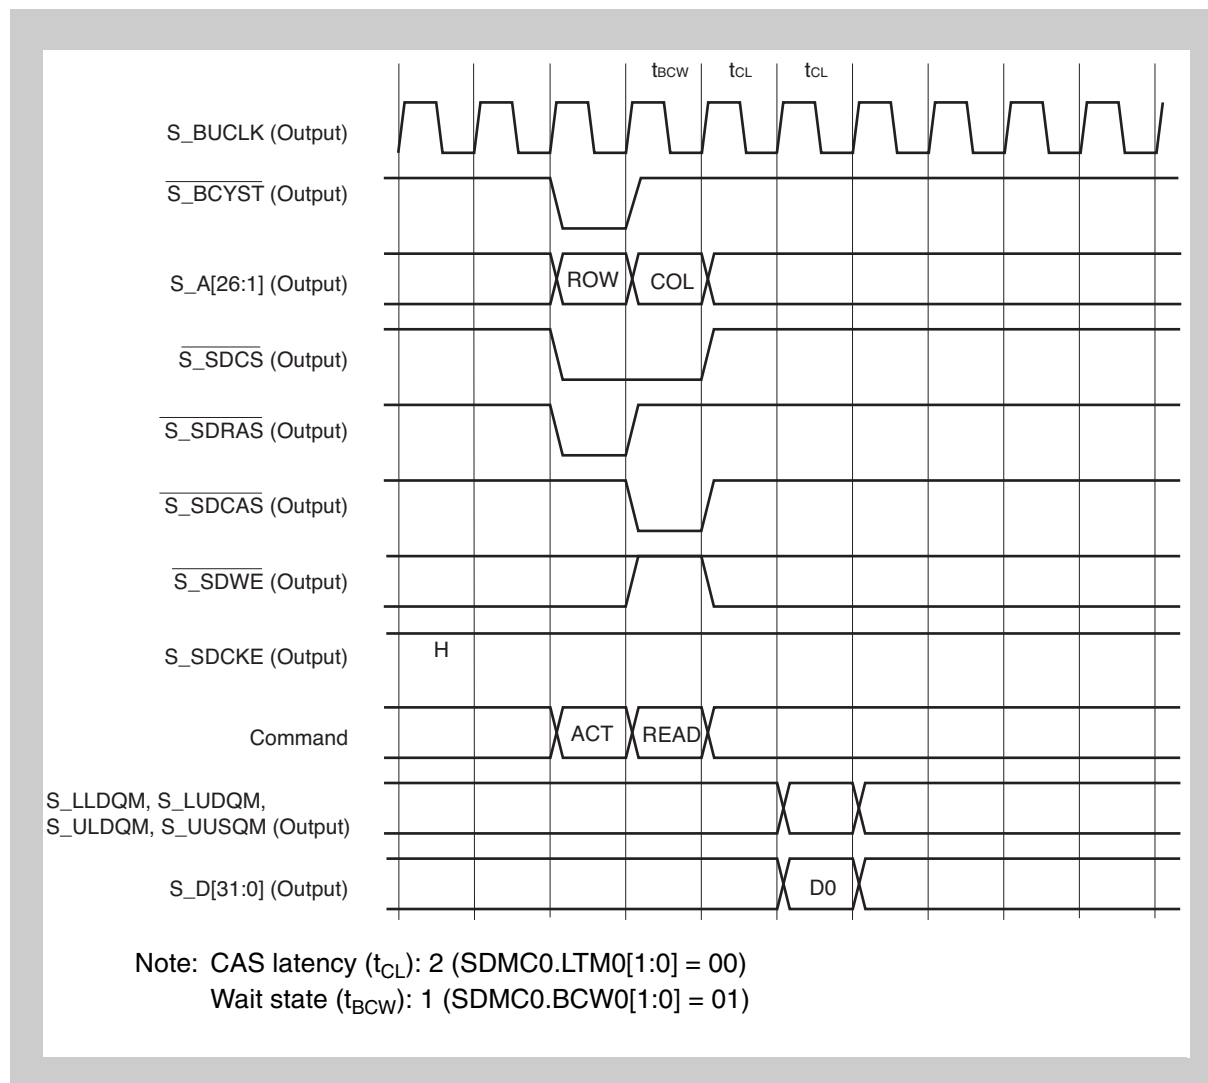 tBCW tCL tCL
S_BUCLK (Output)
S_BCYST (Output)
S_A[26:1] (Output) ROW COL
S_SDCS (Output)
S_SDRAS (Output)
S_SDCAS (Output)
S_SDWE (Output)
S_SDCKE (Output) H
Command ACT READ
S_LLDQM, S_LUDQM,
S_ULDQM, S_UUSQM (Output)
S_D[31:0] (Output) D0
Note: CAS latency (tCL): 2 (SDMC0.LTM0[1:0] = 00)
Wait state (tBCW): 1 (SDMC0.BCW0[1:0] = 01)